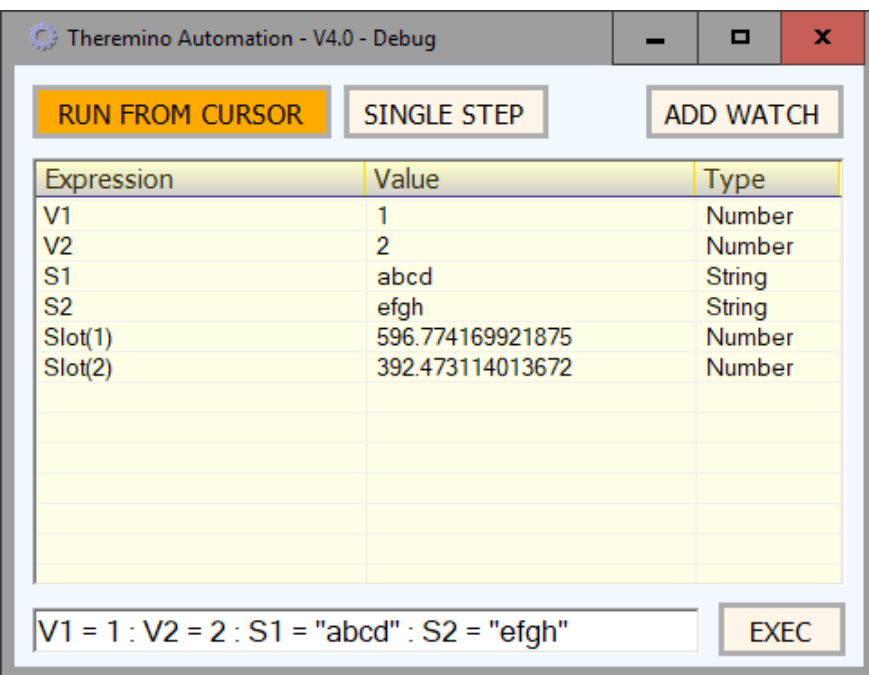 Theremino Automation - V4.0 - Debug
RUN FROM CURSOR SINGLE STEP ADD WATCH
Expression Value Type
V1 1 Number
V2 2 Number
S1 abcd String
S2 efgh String
Slot(1) 596.774169921875 Number
Slot(2) 392.473114013672 Number
V1 = 1 : V2 = 2 : S1 = "abcd" : S2 = "efgh" EXEC